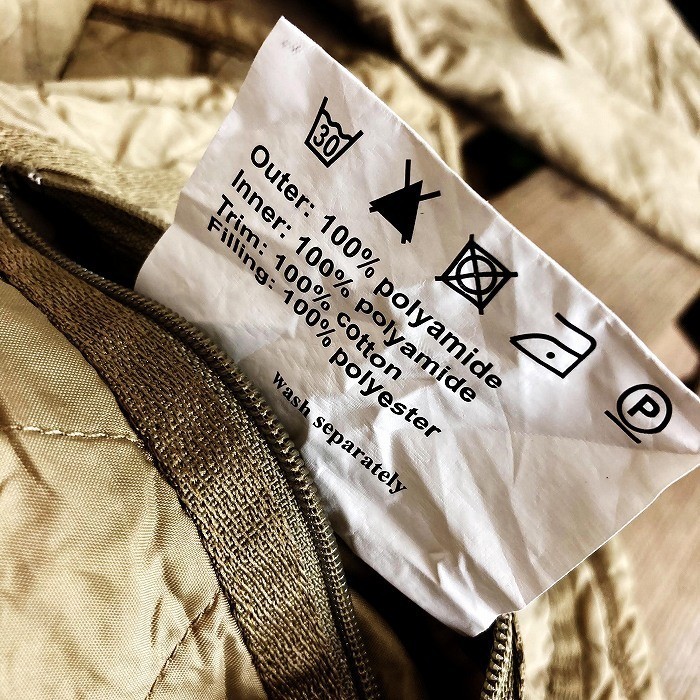 30
Outer: 100% polyamide
Inner: 100% polyamide
Trim: 100% cotton
Filling: 100% polyester
wash separately
P